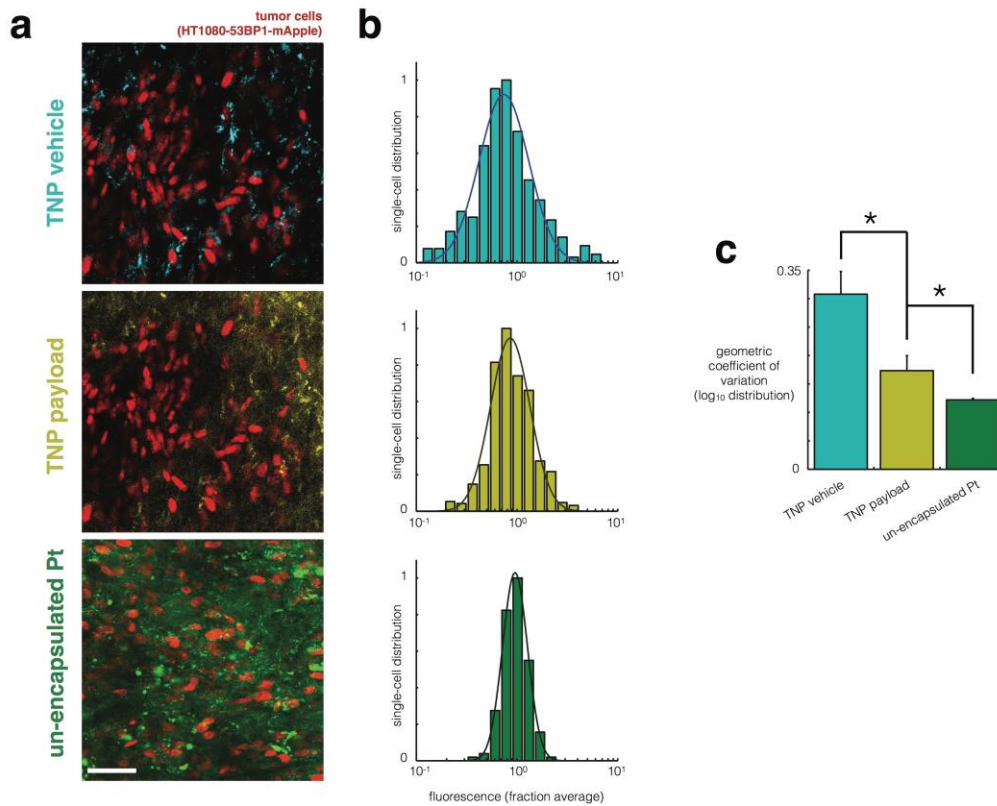 a
tumor cells
(HT1080-53BP1-mApple)
TNP vehicle
TNP payload
un-encapsulated Pt
b
single-cell distribution
1
0
10-1
100
101
single-cell distribution
1
0
10-1
100
101
single-cell distribution
1
0
10-1
100
101
fluorescence (fraction average)
c
*
*
0.35
geometric
coefficient of
variation
(log10 distribution)
0
TNP vehicle
TNP payload
un-encapsulated Pt